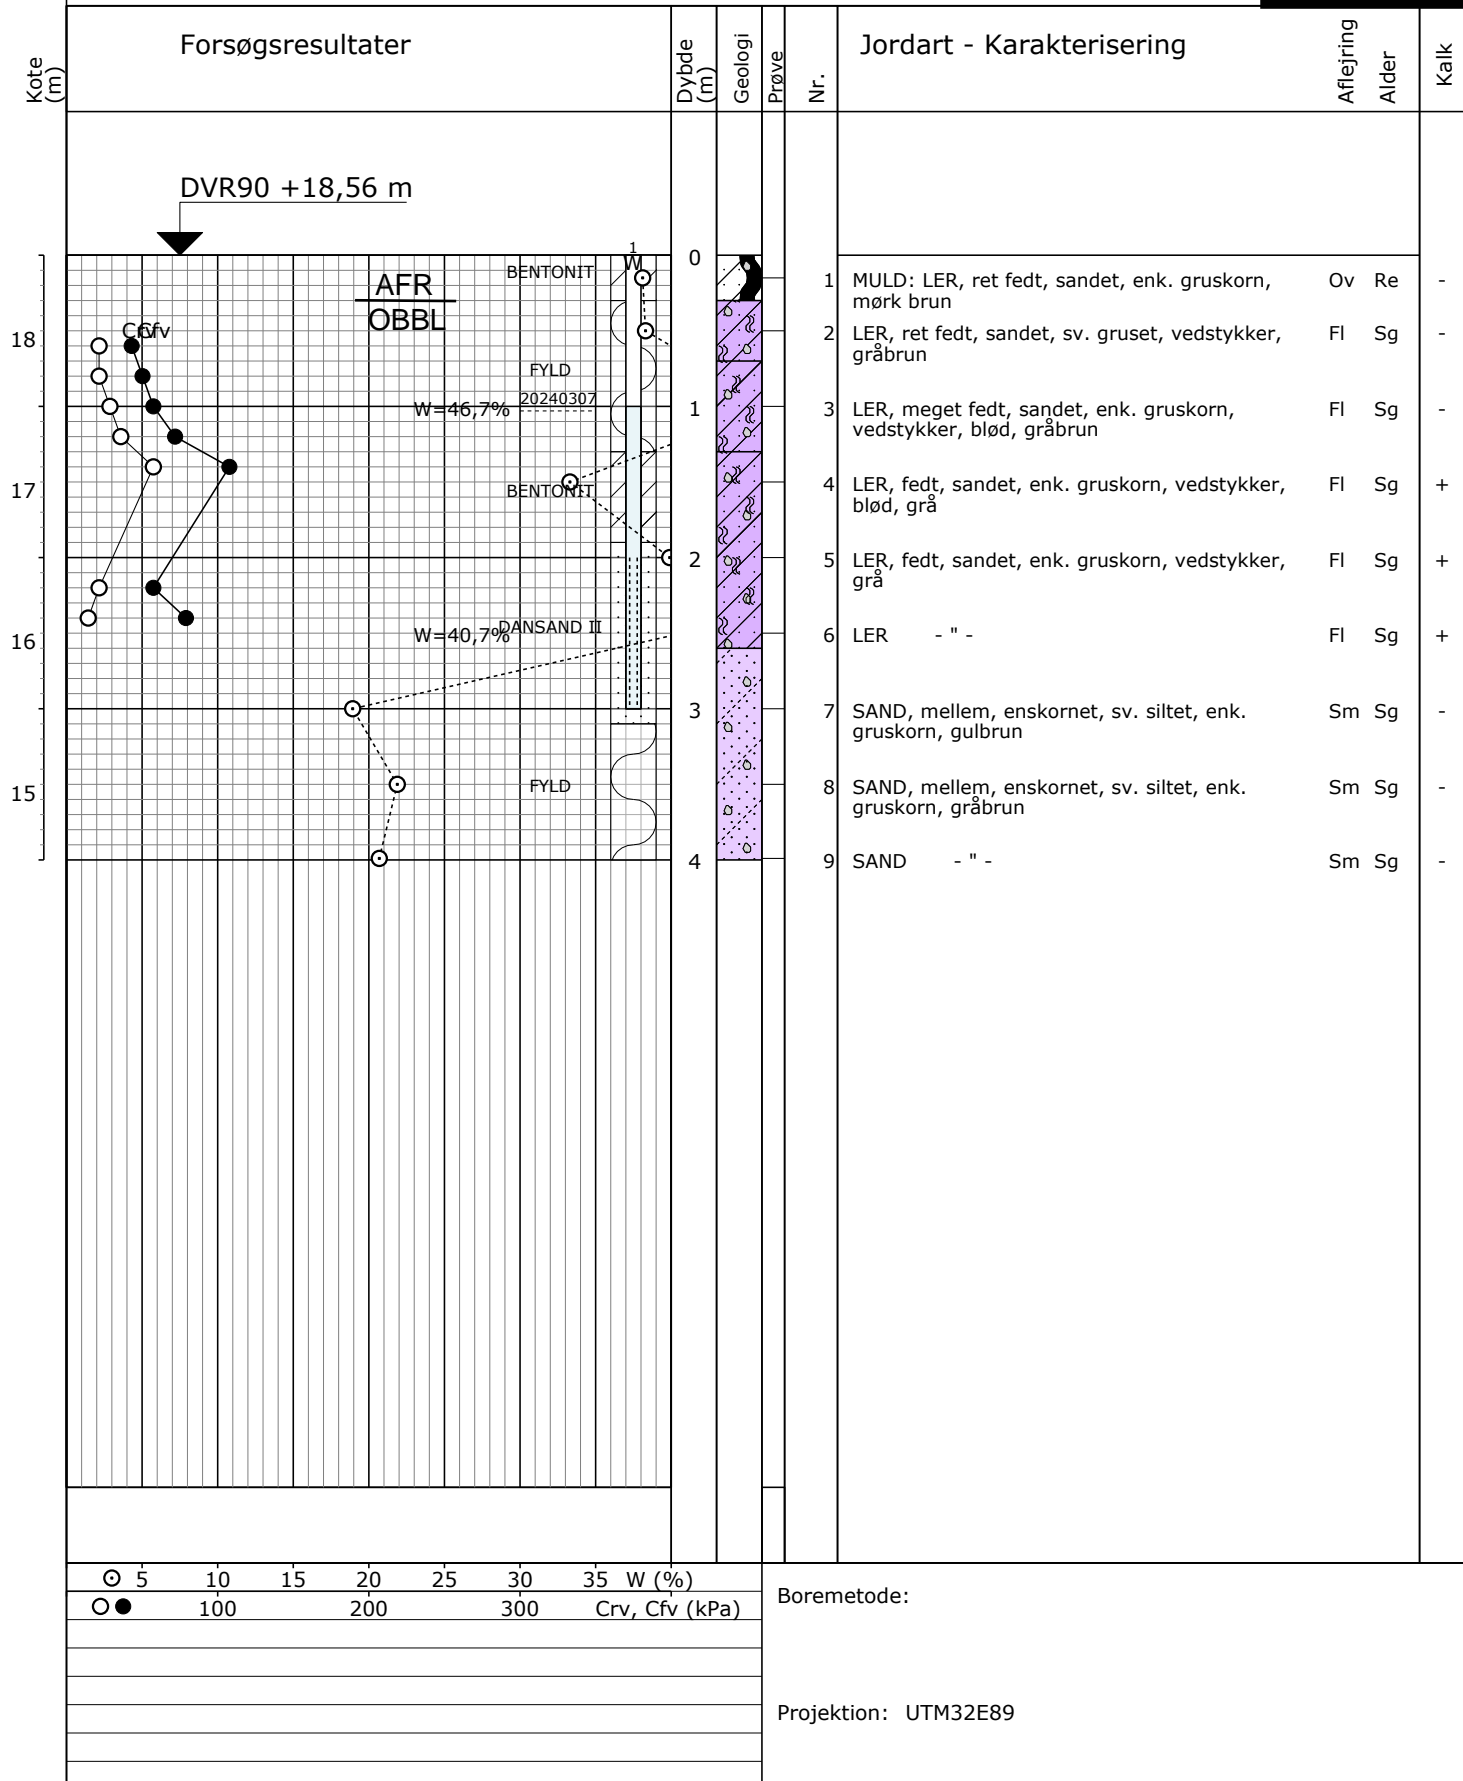 Kote
(m)
Forsøgsresultater
Dybde
(m)
Geologi
Prøve
Nr.
Jordart - Karakterisering
Aflejring
Alder
Kalk
DVR90 +18,56 m
1
W
0
BENTONIT
AFR
OBBL
1 MULD: LER, ret fedt, sandet, enk. gruskorn, Ov Re -
mørk brun
Crv Cfv
18
2 LER, ret fedt, sandet, sv. gruset, vedstykker, Fl Sg -
gråbrun
FYLD
20240307
W=46,7%
1
3 LER, meget fedt, sandet, enk. gruskorn, Fl Sg -
vedstykker, blød, gråbrun
17
BENTONIT
4 LER, fedt, sandet, enk. gruskorn, vedstykker, Fl Sg +
blød, grå
2
5 LER, fedt, sandet, enk. gruskorn, vedstykker, Fl Sg +
grå
16
W=40,7%
DANSAND II
6 LER - " - Fl Sg +
3
7 SAND, mellem, enskornet, sv. siltet, enk. Sm Sg -
gruskorn, gulbrun
15
FYLD
8 SAND, mellem, enskornet, sv. siltet, enk. Sm Sg -
gruskorn, gråbrun
4
9 SAND - " - Sm Sg -
5 10 15 20 25 30 35 W (%)
100 200 300 Crv, Cfv (kPa)
Boremetode:
Projektion: UTM32E89